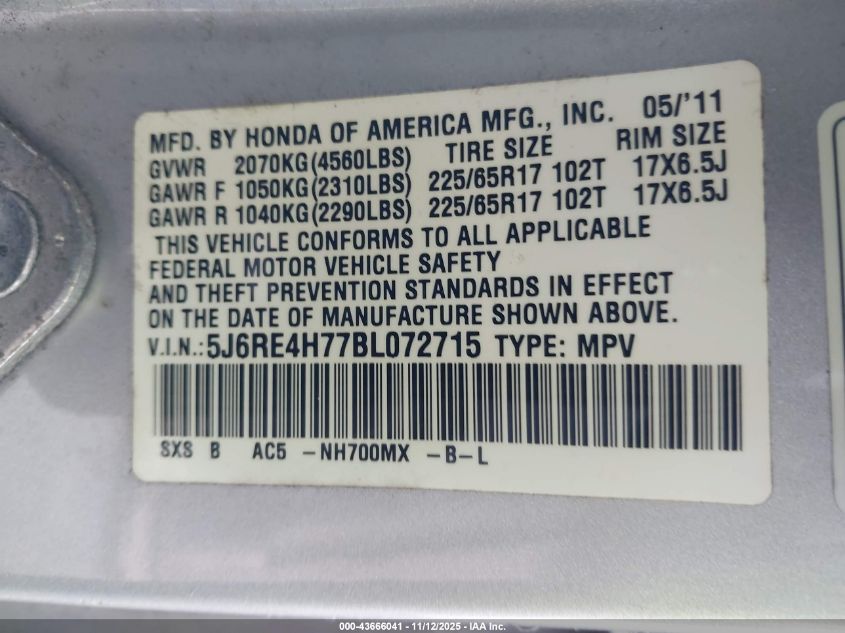 MFD. BY HONDA OF AMERICA MFG., INC. 05/'11
GVWR 2070KG(4560LBS) TIRE SIZE RIM SIZE
GAWR F 1050KG(2310LBS) 225/65R17 102T 17X6.5J
GAWR R 1040KG(2290LBS) 225/65R17 102T 17X6.5J
THIS VEHICLE CONFORMS TO ALL APPLICABLE
FEDERAL MOTOR VEHICLE SAFETY
AND THEFT PREVENTION STANDARDS IN EFFECT
ON THE DATE OF MANUFACTURE SHOWN ABOVE.
V.I.N.: 5J6RE4H77BL072715 TYPE: MPV
SXS B AC5 -NH700MX -B-L
000-43666041 - 11/12/2025 - IAA Inc.